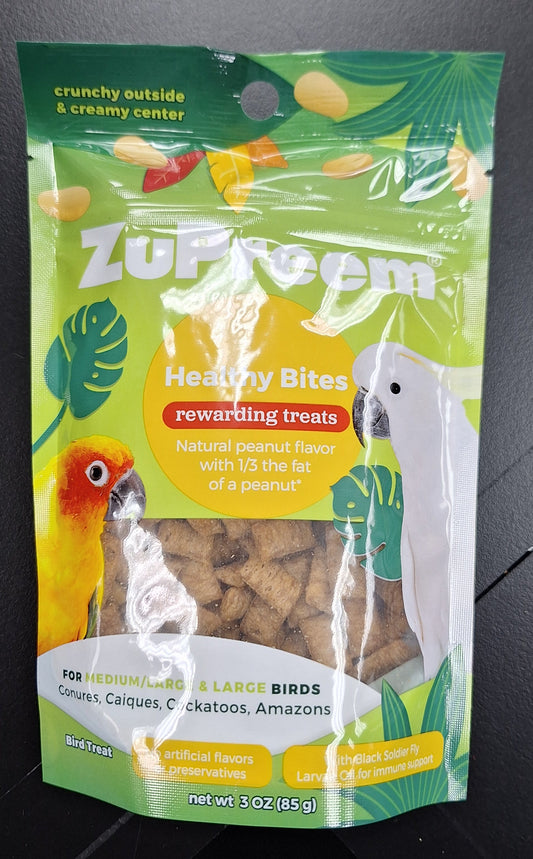 crunchy outside
& creamy center
ZuPreem®
Healthy Bites
rewarding treats
Natural peanut flavor
with 1/3 the fat
of a peanut*
FOR MEDIUM/LARGE & LARGE BIRDS
Conures, Caiques, Cockatoos, Amazons
Bird Treat
artificial flavors
preservatives
with Black Soldier Fly
Larvae Oil for immune support
net wt 3 OZ (85 g)